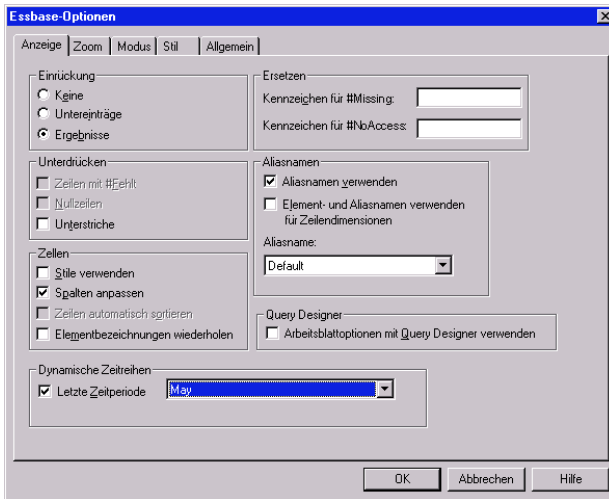 Essbase-Optionen
Anzeige Zoom Modus Stil Allgemein
Einrückung
Keine
Untereinträge
Ergebnisse
Ersetzen
Kennzeichen für #Missing:
Kennzeichen für #NoAccess:
Unterdrücken
Zeilen mit #Fehlt
Nullzeilen
Unterstriche
Aliasnamen
Aliasnamen verwenden
Element- und Aliasnamen verwenden
für Zeilendimensionen
Aliasname:
Default
Zellen
Stile verwenden
Spalten anpassen
Zeilen automatisch sortieren
Elementbezeichnungen wiederholen
Query Designer
Arbeitsblattoptionen mit Query Designer verwenden
Dynamische Zeitreihen
Letzte Zeitperiode May
OK Abbrechen Hilfe